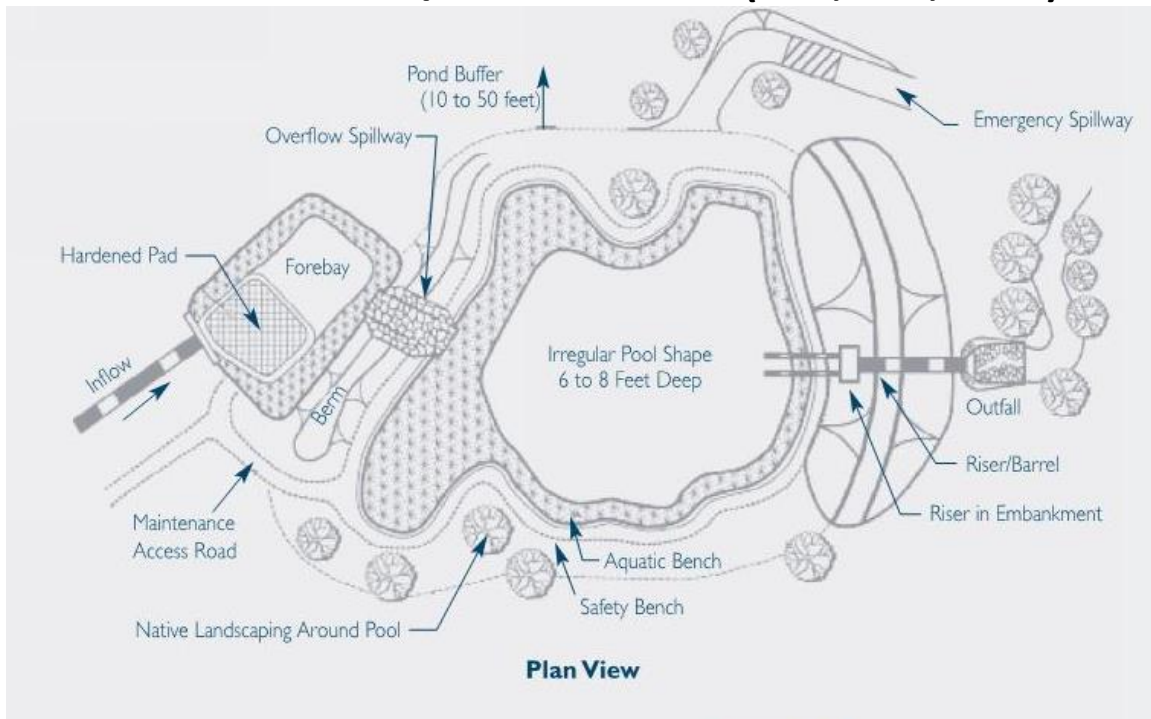 Pond Buffer
(10 to 50 feet)
Emergency Spillway
Overflow Spillway
Hardened Pad
Forebay
Inflow
Berm
Irregular Pool Shape
6 to 8 Feet Deep
Outfall
Riser/Barrel
Riser in Embankment
Maintenance
Access Road
Aquatic Bench
Safety Bench
Native Landscaping Around Pool
Plan View